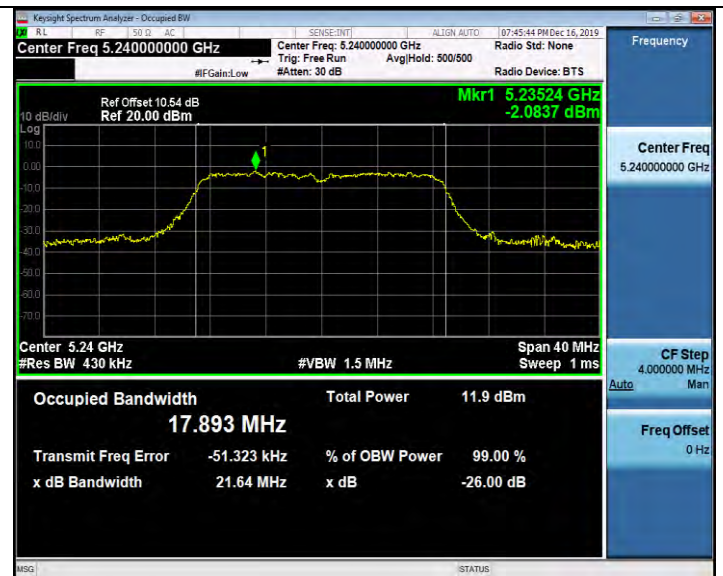 Keysight Spectrum Analyzer - Occupied BW
RL RF 50 Ω AC SENSE:INT ALIGN AUTO 07:45:44 PM Dec 16, 2019
Center Freq 5.240000000 GHz
Center Freq: 5.240000000 GHz
Radio Std: None
Trig: Free Run Avg|Hold: 500/500
#IFGain:Low
#Atten: 30 dB
Radio Device: BTS
Frequency
Ref Offset 10.54 dB
Mkr1 5.23524 GHz
10 dB/div Ref 20.00 dBm
-2.0837 dBm
Log
10.0
1
0.00
-10.0
-20.0
-30.0
-40.0
-50.0
-60.0
-70.0
Center 5.24 GHz
Span 40 MHz
#Res BW 430 kHz
#VBW 1.5 MHz
Sweep 1 ms
Center Freq
5.240000000 GHz
CF Step
4.000000 MHz
Auto Man
Freq Offset
0 Hz
Occupied Bandwidth
Total Power 11.9 dBm
17.893 MHz
Transmit Freq Error -51.323 kHz
% of OBW Power 99.00 %
x dB Bandwidth 21.64 MHz
x dB -26.00 dB
MSG
STATUS